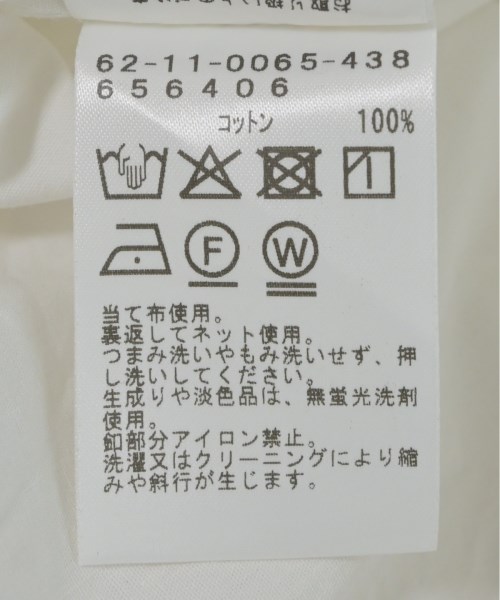 62-11-0065-438
656406
コットン 100%
F W
当て布使用。
裏返してネット使用。
つまみ洗いやもみ洗いせず、押
し洗いしてください。
生成りや淡色品は、無蛍光洗剤
使用。
釦部分アイロン禁止。
洗濯又はクリーニングにより縮
みや斜行が生じます。